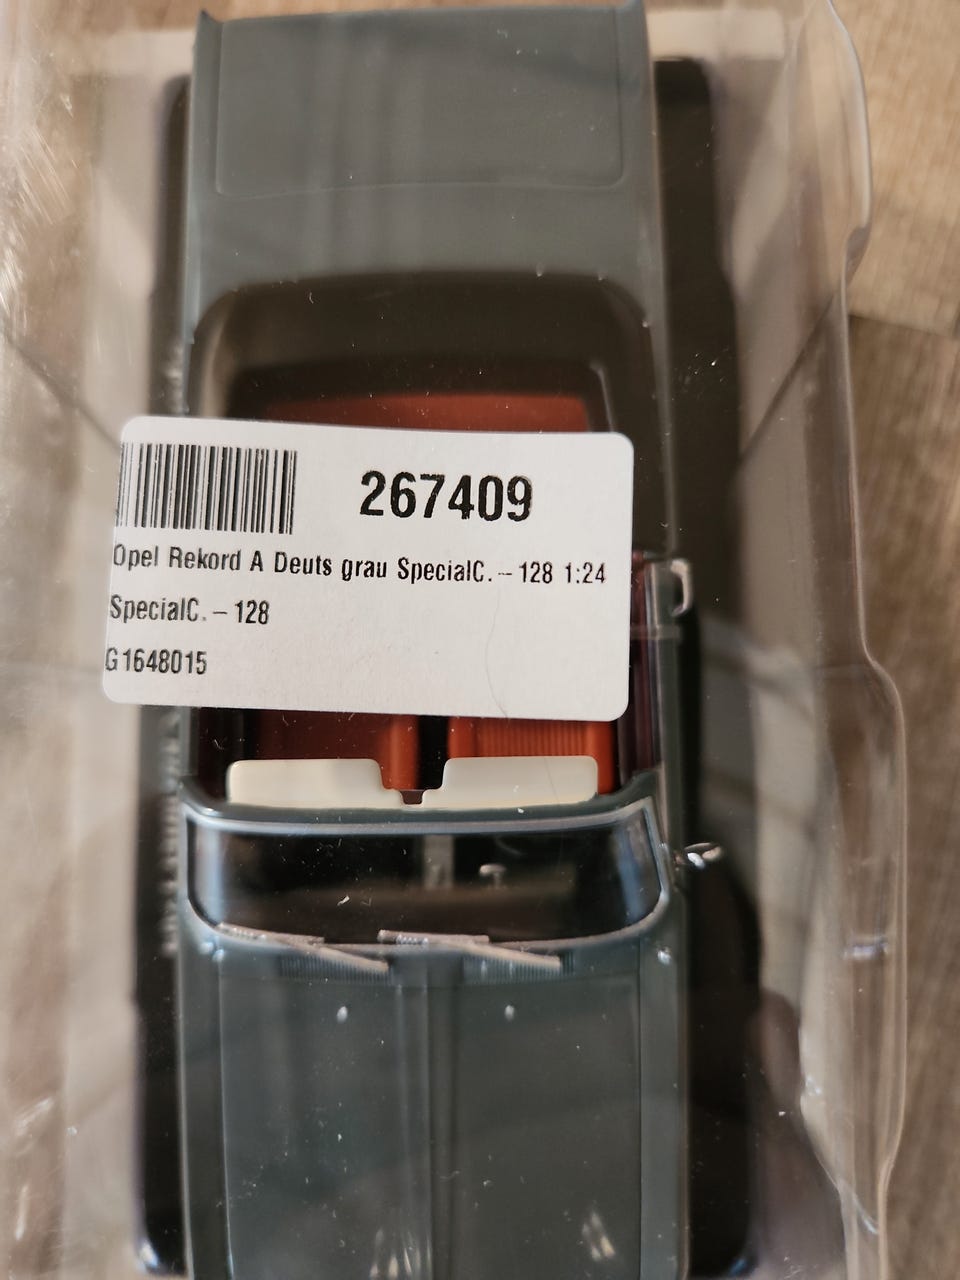 267409
Opel Rekord A Deuts grau SpecialC. – 128 1:24
SpecialC. – 128
G1648015